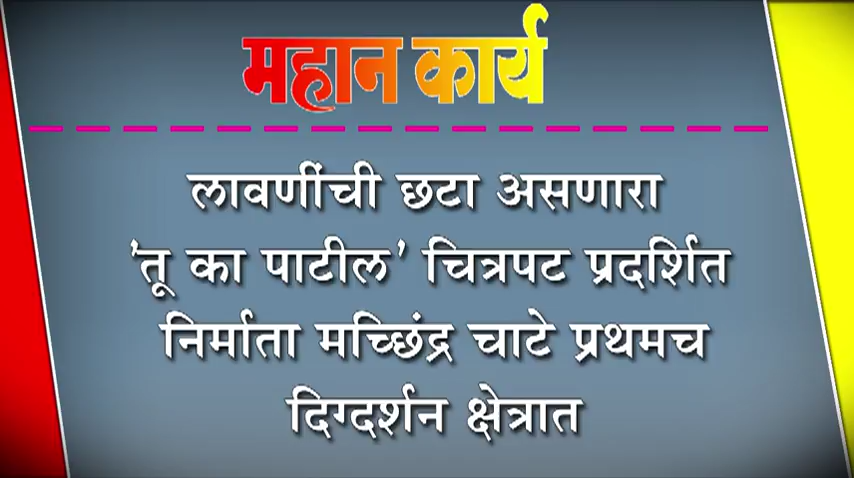 महान कार्य
लावणींची छटा असणारा
'तू का पाटील' चित्रपट प्रदर्शित
निर्माता मच्छिंद्र चाटे प्रथमच
दिग्दर्शन क्षेत्रात